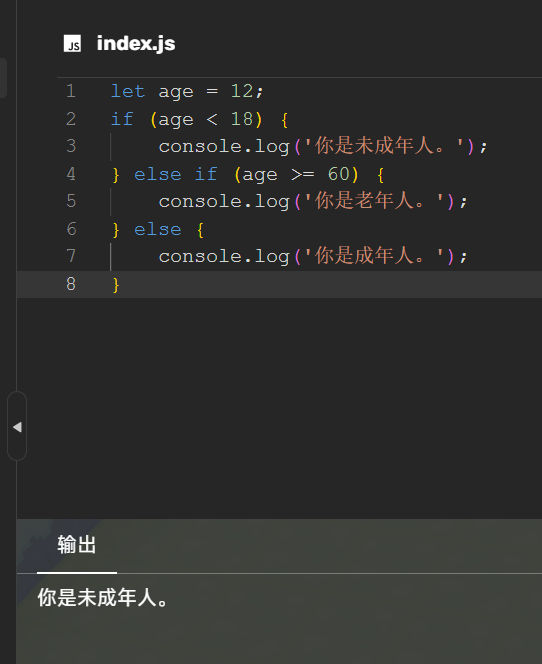 JS index.js
1 let age = 12;
2 if (age < 18) {
3     console.log('你是未成年人。');
4 } else if (age >= 60) {
5     console.log('你是老年人。');
6 } else {
7     console.log('你是成年人。');
8 }
输出
你是未成年人。